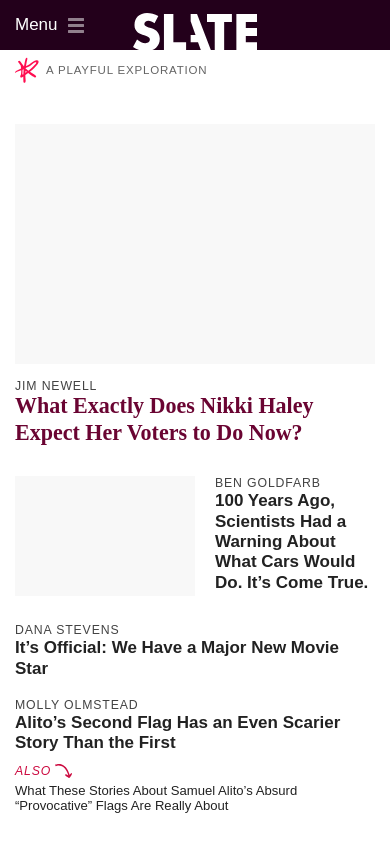 Menu
SLATE
A PLAYFUL EXPLORATION
JIM NEWELL
What Exactly Does Nikki Haley
Expect Her Voters to Do Now?
BEN GOLDFARB
100 Years Ago,
Scientists Had a
Warning About
What Cars Would
Do. It’s Come True.
DANA STEVENS
It’s Official: We Have a Major New Movie
Star
MOLLY OLMSTEAD
Alito’s Second Flag Has an Even Scarier
Story Than the First
ALSO
What These Stories About Samuel Alito’s Absurd
“Provocative” Flags Are Really About